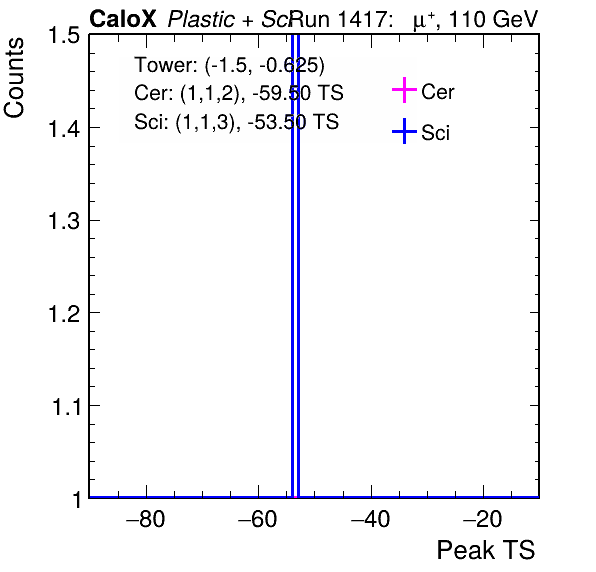 CaloX Plastic + Sci Run 1417: μ+, 110 GeV
Counts
1.5
1.4
1.3
1.2
1.1
1
Tower: (-1.5, -0.625)
Cer: (1,1,2), -59.50 TS
Sci: (1,1,3), -53.50 TS
Cer
Sci
−80 −60 −40 −20
Peak TS